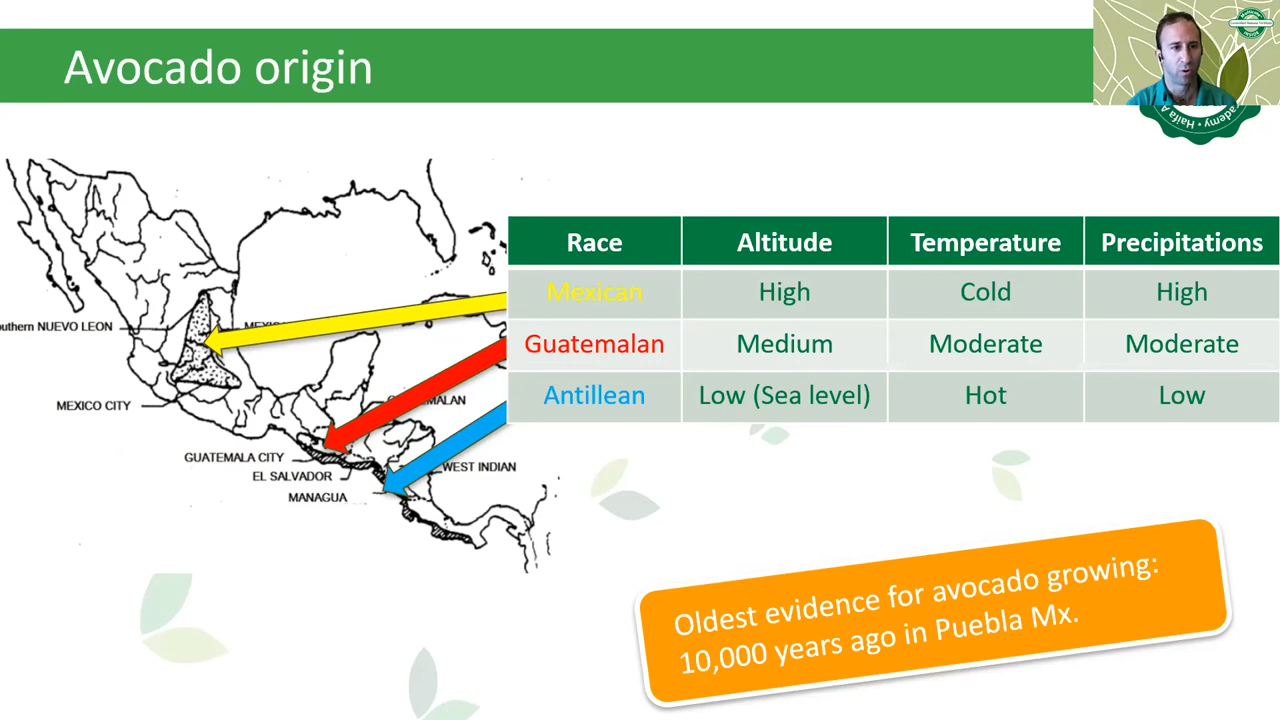 Avocado origin
Race Altitude Temperature Precipitations
Mexican High Cold High
Guatemalan Medium Moderate Moderate
Antillean Low (Sea level) Hot Low
NUEVO LEON
MEXICO CITY
GUATEMALA CITY
EL SALVADOR
MANAGUA
WEST INDIAN
Oldest evidence for avocado growing:
10,000 years ago in Puebla Mx.